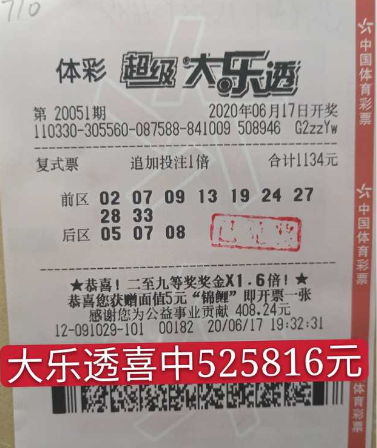 710
体彩 超级大乐透
第 20051期 2020年06月17日开奖
110330-305560-087588-841009 508946 G2zzYw
复式票 追加投注1倍 合计1134元
前区 02 07 09 13 19 24 27
28 33
后区 05 07 08
★恭喜!二至九等奖奖金X1.6倍!★
恭喜您获赠面值5元“锦鲤”即开票一张
感谢您为公益事业贡献 408.24元
12-091029-101 00182 20/06/17 19:32:31
大乐透喜中525816元
中国体育彩票
中国体育彩票
体育彩票